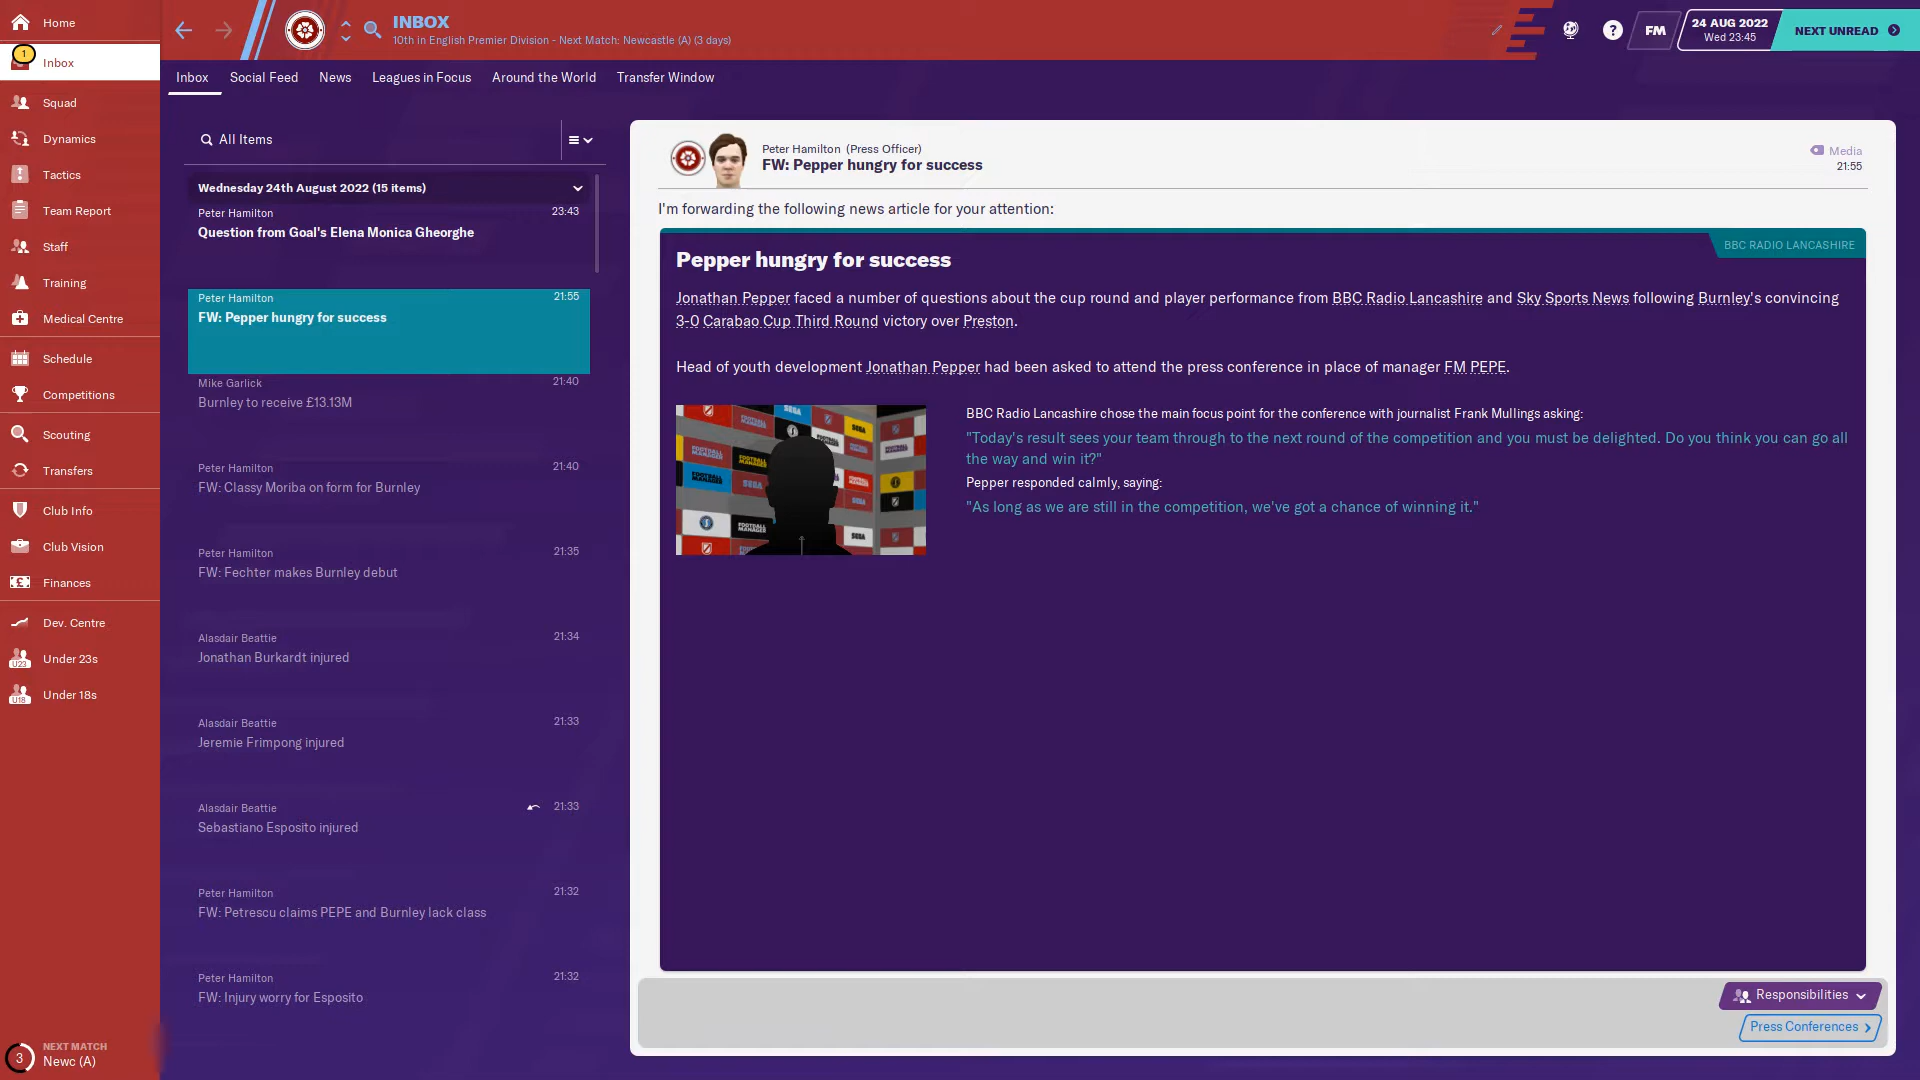 Home
1
Inbox
Squad
Dynamics
Tactics
Team Report
Staff
Training
Medical Centre
Schedule
Competitions
Scouting
Transfers
Club Info
Club Vision
Finances
Dev. Centre
U23
Under 23s
U18
Under 18s
3
NEXT MATCH
Newc (A)
INBOX
10th in English Premier Division - Next Match: Newcastle (A) (3 days)
?
FM
24 AUG 2022
Wed 23:45
NEXT UNREAD
Inbox
Social Feed
News
Leagues in Focus
Around the World
Transfer Window
All Items
Wednesday 24th August 2022 (15 items)
Peter Hamilton 23:43
Question from Goal's Elena Monica Gheorghe
Peter Hamilton 21:55
FW: Pepper hungry for success
Mike Garlick 21:40
Burnley to receive £13.13M
Peter Hamilton 21:40
FW: Classy Moriba on form for Burnley
Peter Hamilton 21:35
FW: Fechter makes Burnley debut
Alasdair Beattie 21:34
Jonathan Burkardt injured
Alasdair Beattie 21:33
Jeremie Frimpong injured
Alasdair Beattie 21:33
Sebastiano Esposito injured
Peter Hamilton 21:32
FW: Petrescu claims PEPE and Burnley lack class
Peter Hamilton 21:32
FW: Injury worry for Esposito
Peter Hamilton (Press Officer)
FW: Pepper hungry for success
Media
21:55
I'm forwarding the following news article for your attention:
BBC RADIO LANCASHIRE
Pepper hungry for success
Jonathan Pepper faced a number of questions about the cup round and player performance from BBC Radio Lancashire and Sky Sports News following Burnley's convincing
3-0 Carabao Cup Third Round victory over Preston.
Head of youth development Jonathan Pepper had been asked to attend the press conference in place of manager FM PEPE.
SEGA
FOOTBALL MANAGER
BBC Radio Lancashire chose the main focus point for the conference with journalist Frank Mullings asking:
"Today's result sees your team through to the next round of the competition and you must be delighted. Do you think you can go all
the way and win it?"
Pepper responded calmly, saying:
"As long as we are still in the competition, we've got a chance of winning it."
Responsibilities
Press Conferences